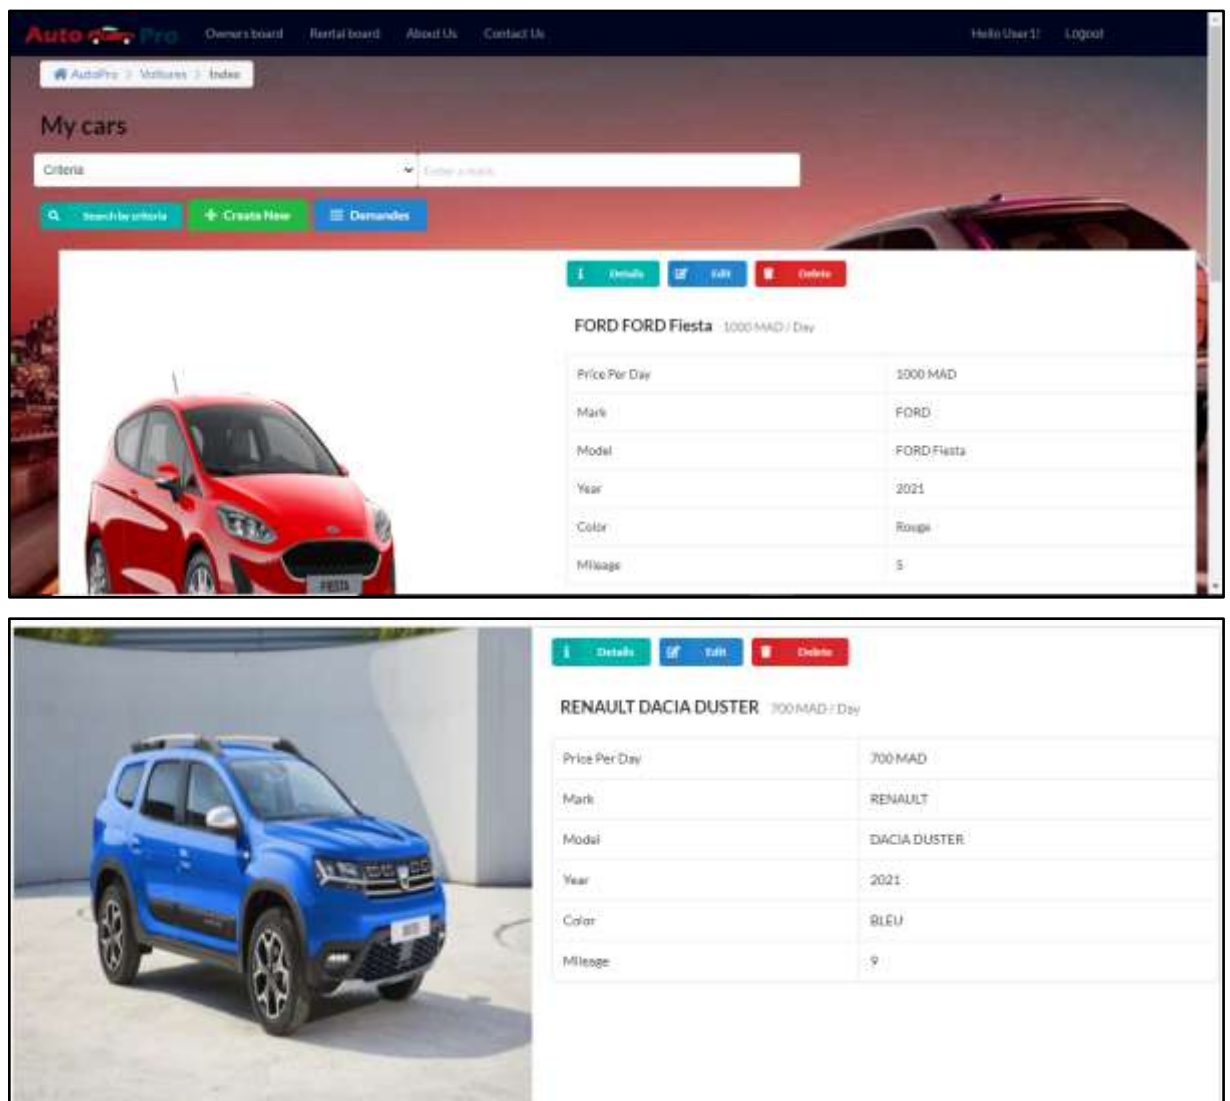 Auto Pro Owners board Rental board About Us Contact Us Hello User1! Logout
AutoPro > Voitures > Index
My cars
Criteria Enter a mark
Search by criteria Create New Demandes
Details Edit Delete
FORD FORD Fiesta 1000 MAD / Day
Price Per Day 1000 MAD
Mark FORD
Model FORD Fiesta
Year 2021
Color Rouge
Mileage 5
FIESTA
Details Edit Delete
RENAULT DACIA DUSTER 700 MAD / Day
Price Per Day 700 MAD
Mark RENAULT
Model DACIA DUSTER
Year 2021
Color BLEU
Mileage 9